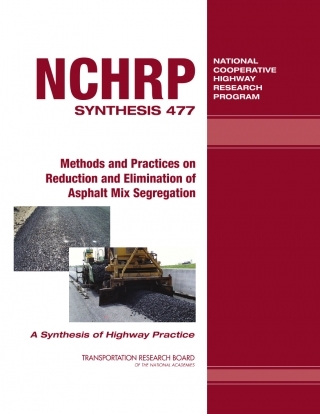 NCHRP
SYNTHESIS 477
NATIONAL
COOPERATIVE
HIGHWAY
RESEARCH
PROGRAM
Methods and Practices on
Reduction and Elimination of
Asphalt Mix Segregation
A Synthesis of Highway Practice
TRANSPORTATION RESEARCH BOARD
OF THE NATIONAL ACADEMIES